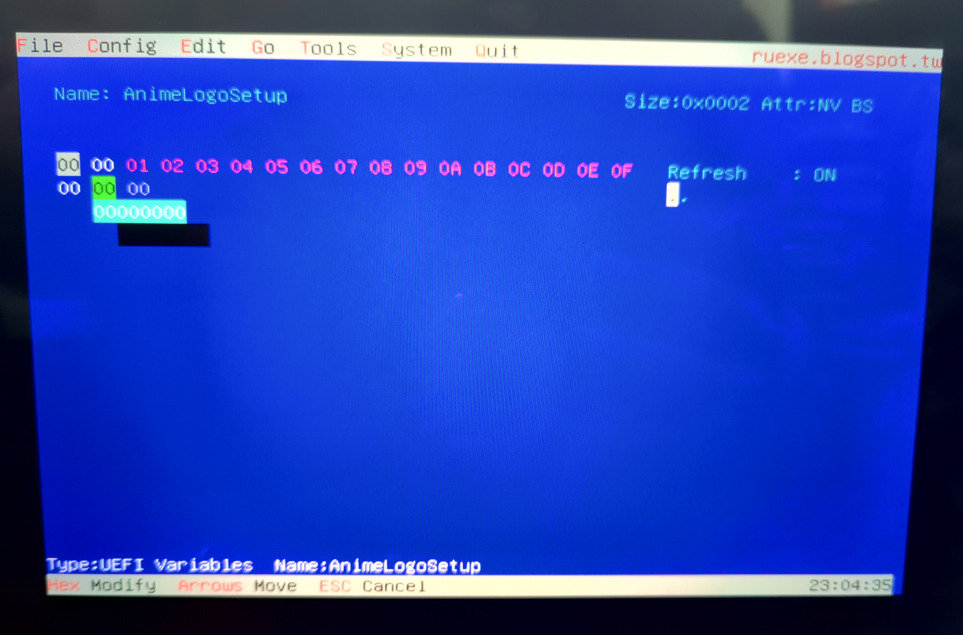 File Config Edit Go Tools System Quit ruexe.blogspot.tw
Name: AnimeLogoSetup Size:0x0002 Attr:NV BS
00 00 01 02 03 04 05 06 07 08 09 0A 0B 0C 0D 0E 0F Refresh : ON
00 00 00 ..
00000000
Type:UEFI Variables Name:AnimeLogoSetup
Hex Modify Arrows Move ESC Cancel 23:04:35